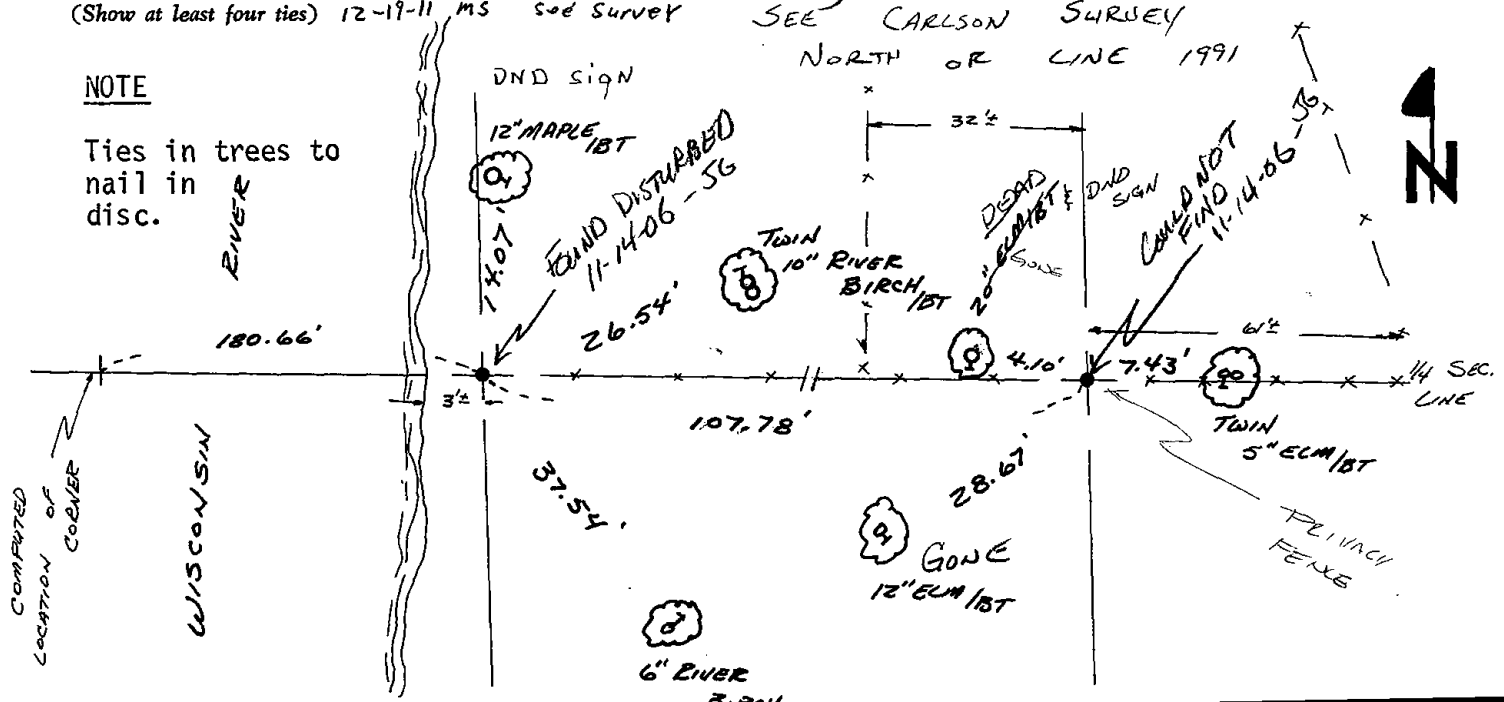 (Show at least four ties) 12-19-11 MS see survey
SEE CARLSON SURVEY
NORTH OR LINE 1991
NOTE
Ties in trees to
nail in
disc.
RIVER
WISCONSIN
DND SIGN
12" MAPLE/BT
14.07'
FOUND DISTURBED
11-14-06 - JG
26.54'
TWIN
10" RIVER
BIRCH/BT
32'±
DEAD
20" ELM/BT & DND
SIGN
GONE
COULD NOT
FIND
11-14-06 - JG
N
180.66'
3'±
107.78'
4.10'
7.43'
61'±
1/4 SEC.
LINE
TWIN
5" ELM/BT
COMPUTED
LOCATION OF
CORNER
37.54'
28.67'
GONE
12" ELM/BT
PRIVACY
FENCE
6" RIVER